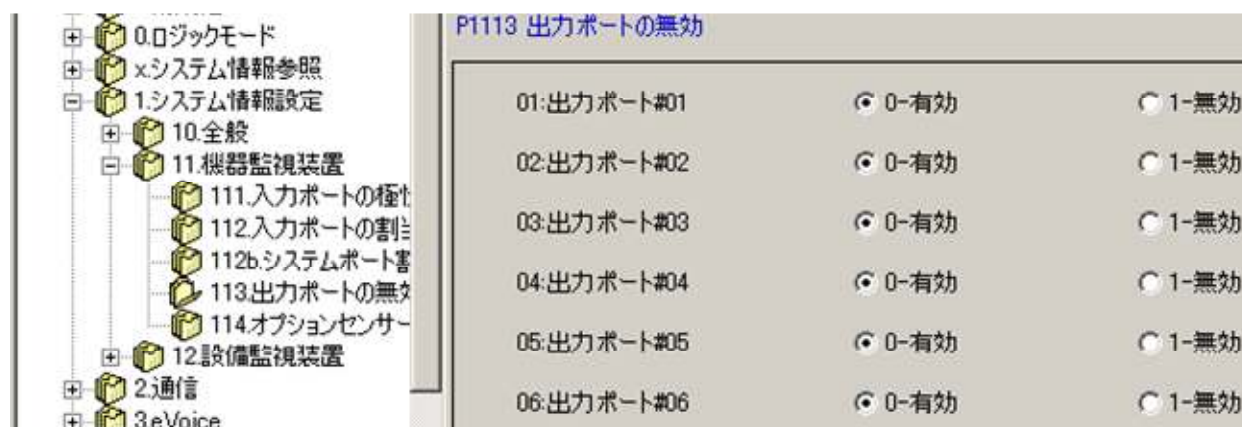 0.ロジックモード
x.システム情報参照
1.システム情報設定
10.全般
11.機器監視装置
111.入力ポートの極
112.入力ポートの割
112b.システムポート
113.出力ポートの無
114.オプションセンサー
12.設備監視装置
2.通信
3.eVoice
P1113 出力ポートの無効
01:出力ポート#01 0-有効 1-無効
02:出力ポート#02 0-有効 1-無効
03:出力ポート#03 0-有効 1-無効
04:出力ポート#04 0-有効 1-無効
05:出力ポート#05 0-有効 1-無効
06:出力ポート#06 0-有効 1-無効